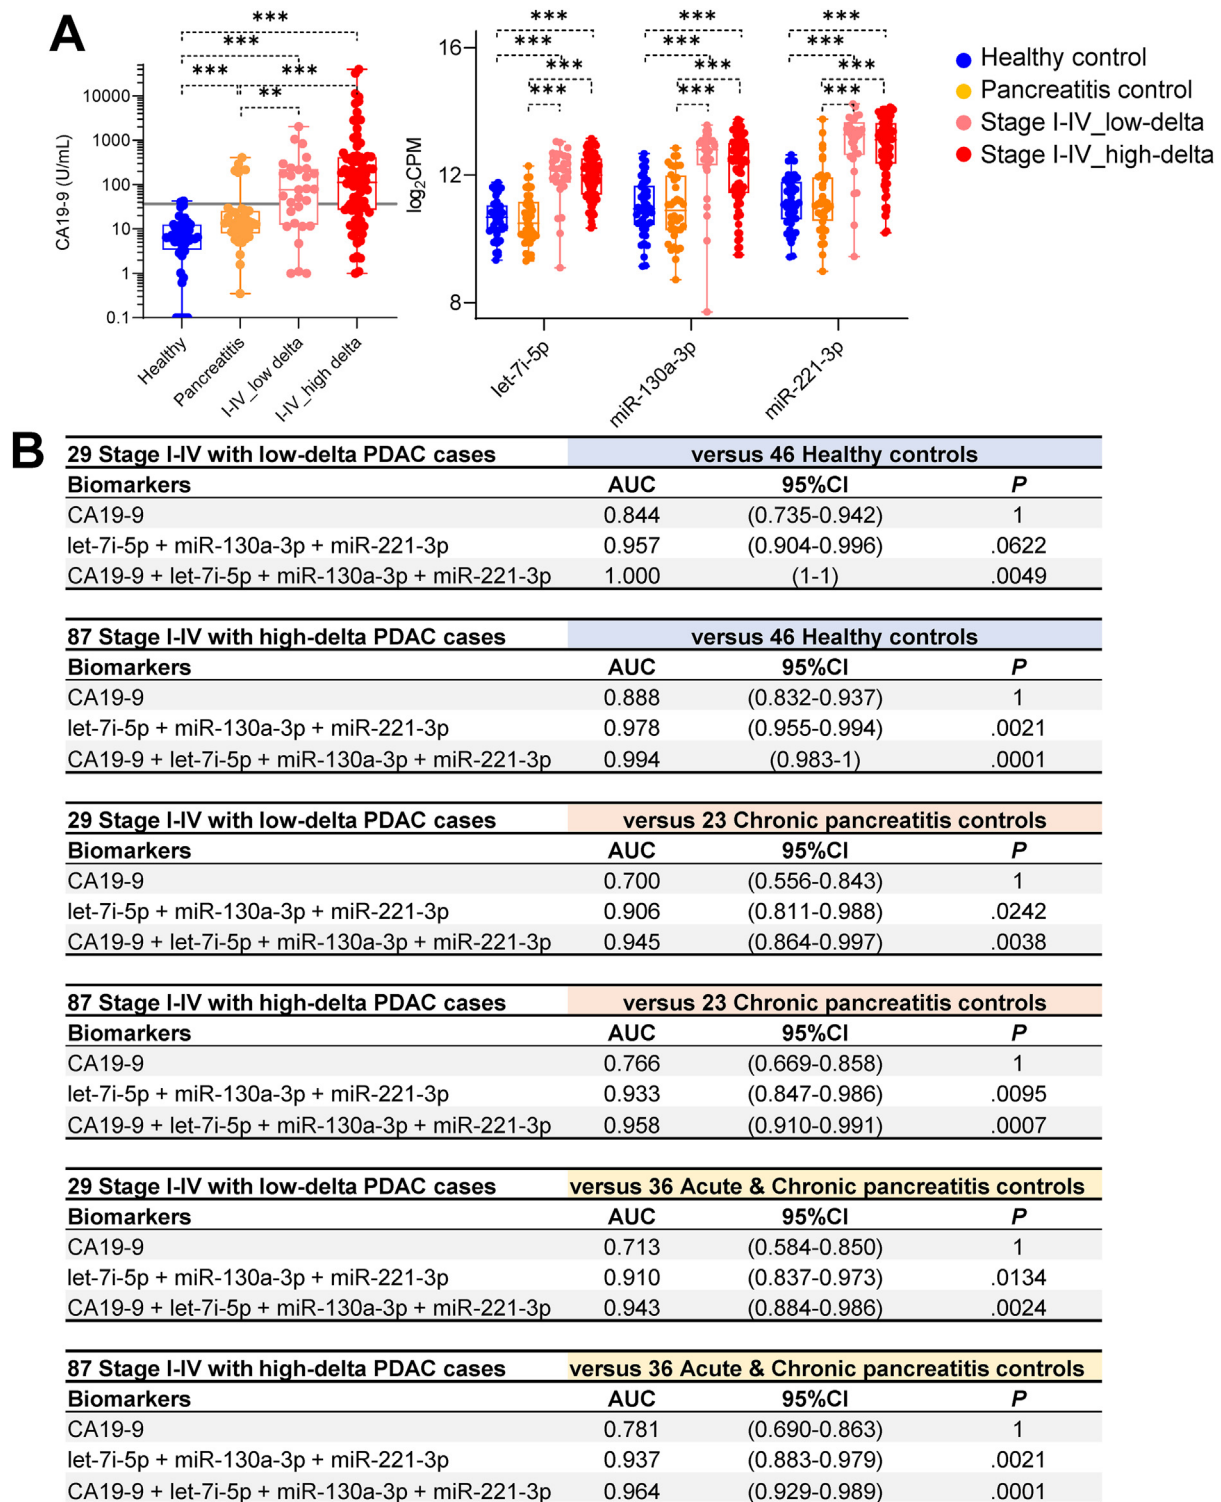 A
***
***
*** ***
**
CA19-9 (U/mL)
10000
1000
100
10
1
0.1
Healthy
Pancreatitis
I-IV_low delta
I-IV_high delta
*** *** ***
*** *** ***
*** *** ***
*** *** ***
log2CPM
16
12
8
let-7i-5p
miR-130a-3p
miR-221-3p
Healthy control
Pancreatitis control
Stage I-IV_low-delta
Stage I-IV_high-delta
B
29 Stage I-IV with low-delta PDAC cases versus 46 Healthy controls
Biomarkers AUC 95%CI P
CA19-9 0.844 (0.735-0.942) 1
let-7i-5p + miR-130a-3p + miR-221-3p 0.957 (0.904-0.996) .0622
CA19-9 + let-7i-5p + miR-130a-3p + miR-221-3p 1.000 (1-1) .0049
87 Stage I-IV with high-delta PDAC cases versus 46 Healthy controls
Biomarkers AUC 95%CI P
CA19-9 0.888 (0.832-0.937) 1
let-7i-5p + miR-130a-3p + miR-221-3p 0.978 (0.955-0.994) .0021
CA19-9 + let-7i-5p + miR-130a-3p + miR-221-3p 0.994 (0.983-1) .0001
29 Stage I-IV with low-delta PDAC cases versus 23 Chronic pancreatitis controls
Biomarkers AUC 95%CI P
CA19-9 0.700 (0.556-0.843) 1
let-7i-5p + miR-130a-3p + miR-221-3p 0.906 (0.811-0.988) .0242
CA19-9 + let-7i-5p + miR-130a-3p + miR-221-3p 0.945 (0.864-0.997) .0038
87 Stage I-IV with high-delta PDAC cases versus 23 Chronic pancreatitis controls
Biomarkers AUC 95%CI P
CA19-9 0.766 (0.669-0.858) 1
let-7i-5p + miR-130a-3p + miR-221-3p 0.933 (0.847-0.986) .0095
CA19-9 + let-7i-5p + miR-130a-3p + miR-221-3p 0.958 (0.910-0.991) .0007
29 Stage I-IV with low-delta PDAC cases versus 36 Acute & Chronic pancreatitis controls
Biomarkers AUC 95%CI P
CA19-9 0.713 (0.584-0.850) 1
let-7i-5p + miR-130a-3p + miR-221-3p 0.910 (0.837-0.973) .0134
CA19-9 + let-7i-5p + miR-130a-3p + miR-221-3p 0.943 (0.884-0.986) .0024
87 Stage I-IV with high-delta PDAC cases versus 36 Acute & Chronic pancreatitis controls
Biomarkers AUC 95%CI P
CA19-9 0.781 (0.690-0.863) 1
let-7i-5p + miR-130a-3p + miR-221-3p 0.937 (0.883-0.979) .0021
CA19-9 + let-7i-5p + miR-130a-3p + miR-221-3p 0.964 (0.929-0.989) .0001